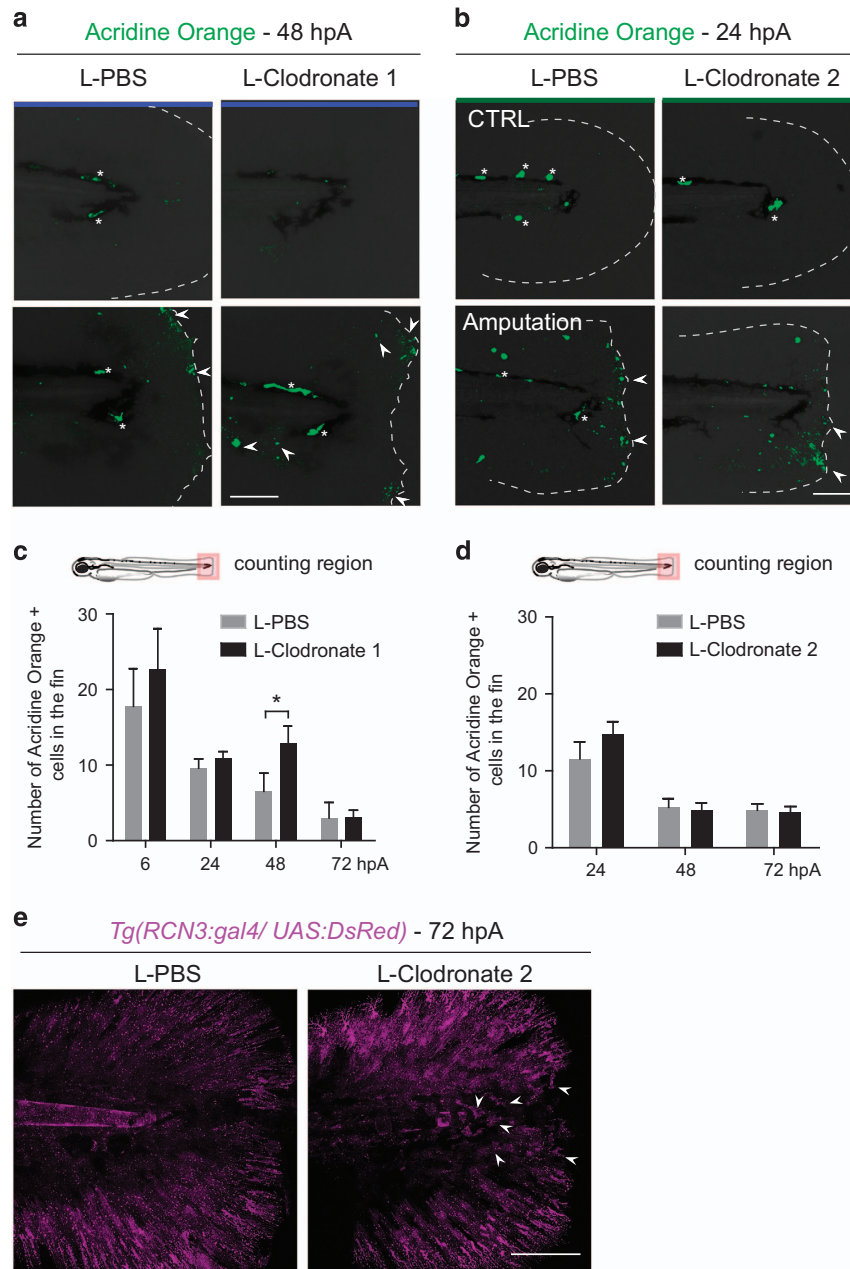 a
Acridine Orange - 48 hpA
L-PBS
L-Clodronate 1
*
*
*
*
*
*
b
Acridine Orange - 24 hpA
L-PBS
L-Clodronate 2
CTRL
*
*
*
*
*
*
Amputation
*
*
c
counting region
Number of Acridine Orange +
cells in the fin
30
20
10
0
L-PBS
L-Clodronate 1
*
6
24
48
72 hpA
d
counting region
Number of Acridine Orange +
cells in the fin
30
20
10
0
L-PBS
L-Clodronate 2
24
48
72 hpA
e
Tg(RCN3:gal4/ UAS:DsRed) - 72 hpA
L-PBS
L-Clodronate 2